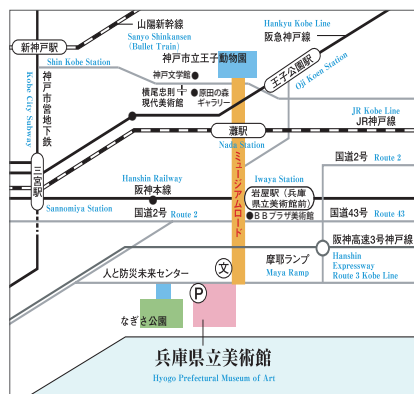 山陽新幹線
Sanyo Shinkansen
(Bullet Train)
新神戸駅
Shin Kobe Station
Hankyu Kobe Line
阪急神戸線
神戸市立王子動物園
王子公園駅
Oji Koen Station
神戸文学館
横尾忠則
現代美術館
原田の森
ギャラリー
神戸市営地下鉄
Kobe City Subway
JR Kobe Line
JR神戸線
灘駅
Nada Station
国道2号 Route 2
ミュージアムロード
三宮駅
Sannomiya Station
Hanshin Railway
阪神本線
Iwaya Station
岩屋駅(兵庫
県立美術館前)
国道2号 Route 2
BBプラザ美術館
国道43号 Route 43
阪神高速3号神戸線
Hanshin
Expressway
Route 3 Kobe Line
摩耶ランプ
Maya Ramp
人と防災未来センター
文
P
なぎさ公園
兵庫県立美術館
Hyogo Prefectural Museum of Art